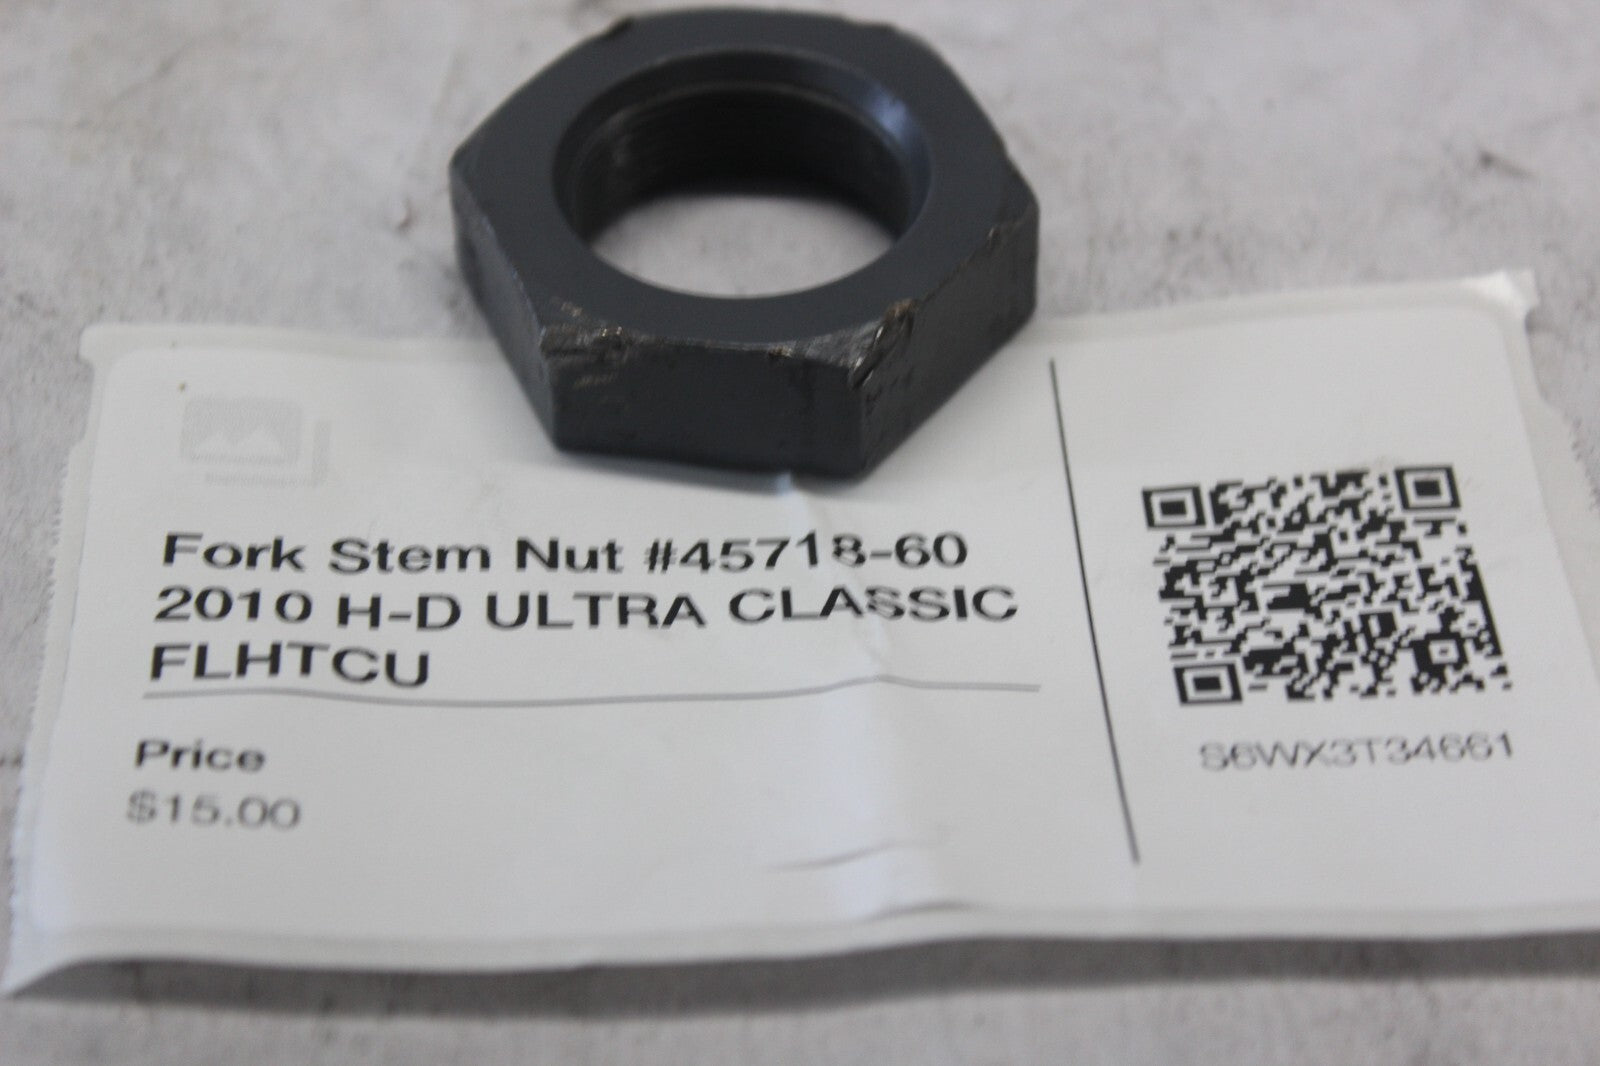 Fork Stem Nut #45718-60
2010 H-D ULTRA CLASSIC
FLHTCU
Price
$15.00
S6WX3T34661